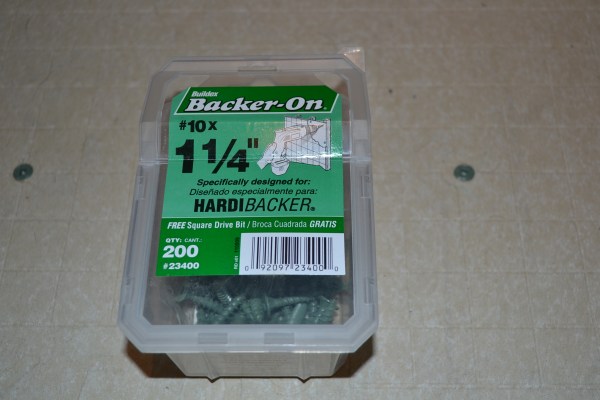 Buildex
Backer-On®
#10 x
1 1/4"
Specifically designed for:
Diseñado especialmente para:
HARDIBACKER®
FREE Square Drive Bit / Broca Cuadrada GRATIS
QTY: CANT.:
200
#23400
0 92097 23400 0